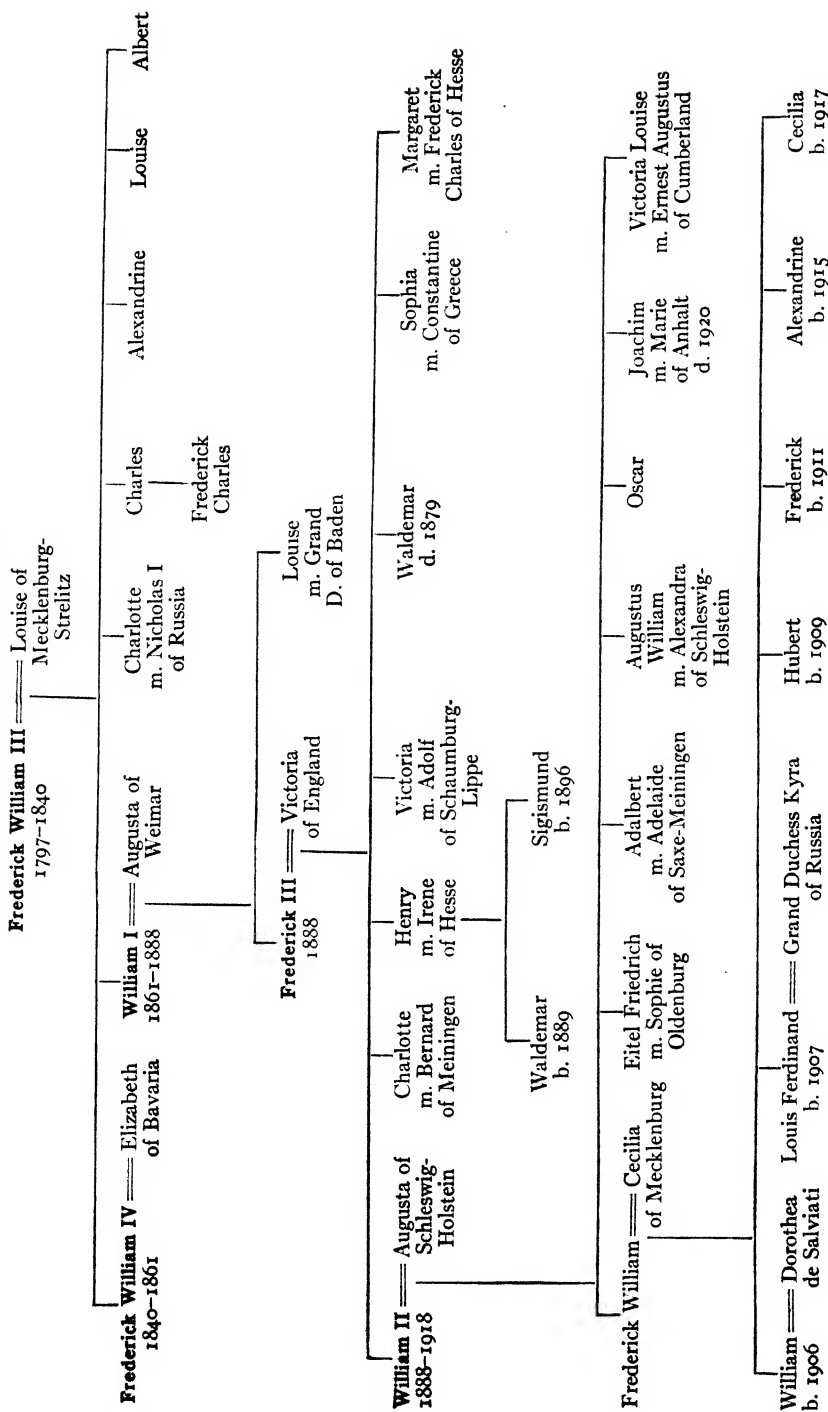 Frederick William III == Louise of
1797–1840
Mecklenburg-
Strelitz
Frederick William IV == Elizabeth
1840–1861
of Bavaria
William I == Augusta of
1861–1888
Weimar
Charlotte
m. Nicholas I
of Russia
Charles
Frederick
Charles
Alexandrine
Louise
Albert
Frederick III == Victoria
1888
of England
Louise
m. Grand
D. of Baden
William II == Augusta of
1888–1918
Schleswig-
Holstein
Charlotte
m. Bernard
of Meiningen
Henry
m. Irene
of Hesse
Victoria
m. Adolf
of Schaumburg-
Lippe
Waldemar
d. 1879
Sophia
m. Constantine
of Greece
Margaret
m. Frederick
Charles of Hesse
Waldemar
b. 1889
Sigismund
b. 1896
Frederick William == Cecilia
of Mecklenburg
Eitel Friedrich
m. Sophie of
Oldenburg
Adalbert
m. Adelaide
of Saxe-Meiningen
Augustus
William
m. Alexandra
of Schleswig-
Holstein
Oscar
Joachim
m. Marie
of Anhalt
d. 1920
Victoria Louise
m. Ernest Augustus
of Cumberland
William == Dorothea
b. 1906
de Salviati
Louis Ferdinand == Grand Duchess Kyra
b. 1907
of Russia
Hubert
b. 1909
Frederick
b. 1911
Alexandrine
b. 1915
Cecilia
b. 1917